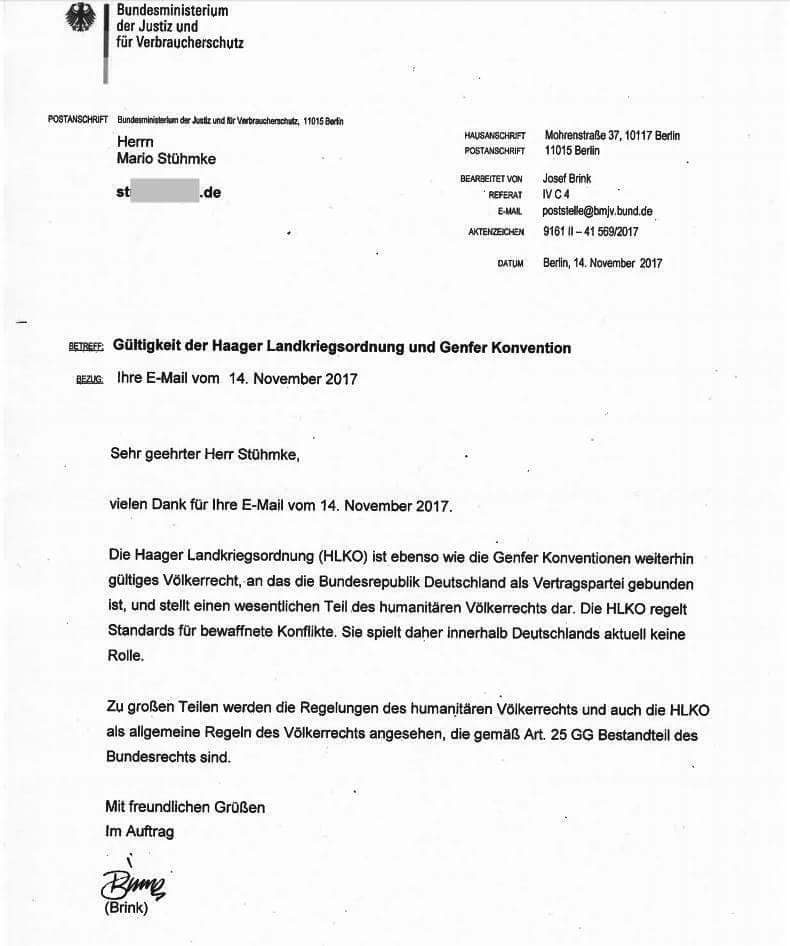 Bundesministerium
der Justiz und
für Verbraucherschutz
POSTANSCHRIFT Bundesministerium der Justiz und für Verbraucherschutz, 11015 Berlin
Herrn
Mario Stühmke
st .de
HAUSANSCHRIFT Mohrenstraße 37, 10117 Berlin
POSTANSCHRIFT 11015 Berlin
BEARBEITET VON Josef Brink
REFERAT IV C 4
E-MAIL poststelle@bmjv.bund.de
AKTENZEICHEN 9161 II – 41 569/2017
DATUM Berlin, 14. November 2017
BETREFF: Gültigkeit der Haager Landkriegsordnung und Genfer Konvention
BEZUG: Ihre E-Mail vom 14. November 2017
Sehr geehrter Herr Stühmke,
vielen Dank für Ihre E-Mail vom 14. November 2017.
Die Haager Landkriegsordnung (HLKO) ist ebenso wie die Genfer Konventionen weiterhin
gültiges Völkerrecht, an das die Bundesrepublik Deutschland als Vertragspartei gebunden
ist, und stellt einen wesentlichen Teil des humanitären Völkerrechts dar. Die HLKO regelt
Standards für bewaffnete Konflikte. Sie spielt daher innerhalb Deutschlands aktuell keine
Rolle.
Zu großen Teilen werden die Regelungen des humanitären Völkerrechts und auch die HLKO
als allgemeine Regeln des Völkerrechts angesehen, die gemäß Art. 25 GG Bestandteil des
Bundesrechts sind.
Mit freundlichen Grüßen
Im Auftrag
(Brink)